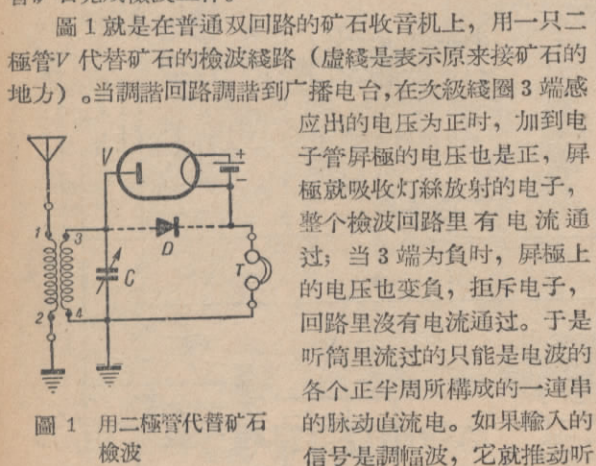 圖1就是在普通双回路的矿石收音机上，用一只二
極管V代替矿石的檢波綫路（虛綫是表示原来接矿石的
地力）。当調諧回路調諧到广播电台，在次級綫圈3端感
应出的电压为正时，加到电
子管屛極的电压也是正，屛
極就吸收灯絲放射的电子，
整个檢波回路里有电流通
过；当3端为負时，屛極上
的电压也变負，拒斥电子，
回路里沒有电流通过。于是
听筒里流过的只能是电波的
各个正半周所構成的一連串
的脉动直流电。如果輸入的
信号是調幅波，它就推动听
V
+
−
1
3
D
C
T
2
4
圖1 用二極管代替矿石
檢波